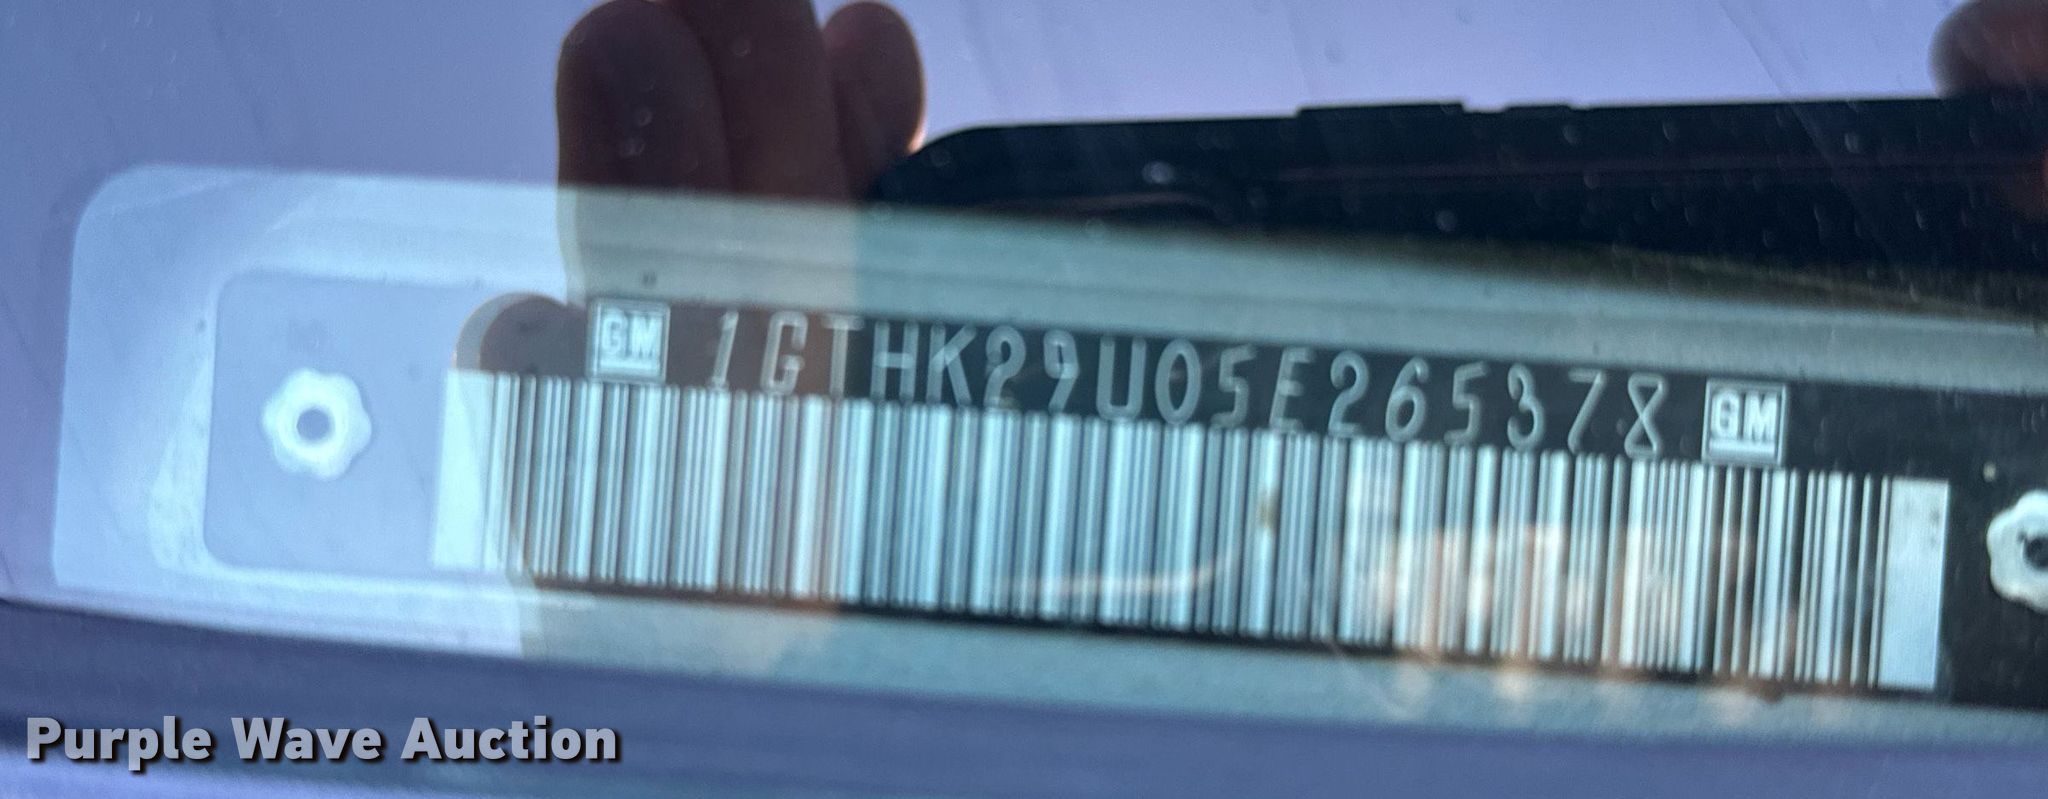 GM 1GTHK29U05E265378 GM
Purple Wave Auction